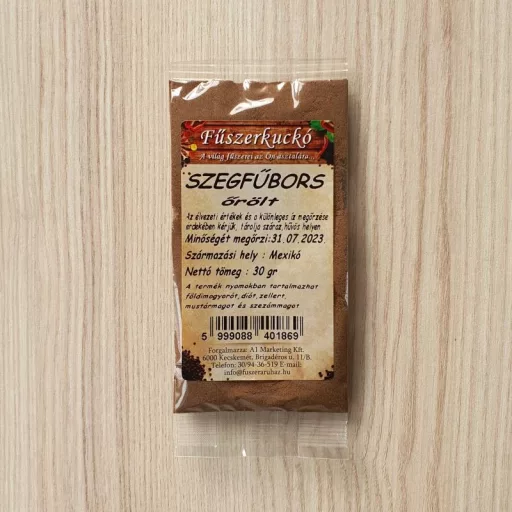 Fűszerkuckó
A világ fűszerei az Ön asztalára
SZEGFŰBORS
őrölt
Az élvezeti értékek és a különleges íz megőrzése
érdekében kérjük, tárolja száraz, hűvös helyen
Minőségét megőrzi:31.07.2023.
Származási hely : Mexikó
Nettó tömeg : 30 gr
A termék nyomokban tartalmazhat
földimogyorót,diót,zellert,
mustármagot és szezámmagot
5 999088 401869
Forgalmazza: A1 Marketing Kft.
6000 Kecskemét, Brigadéros u. 11/B.
Telefon: 30/94-36-519 E-mail:
info@fuszeraruhaz.hu